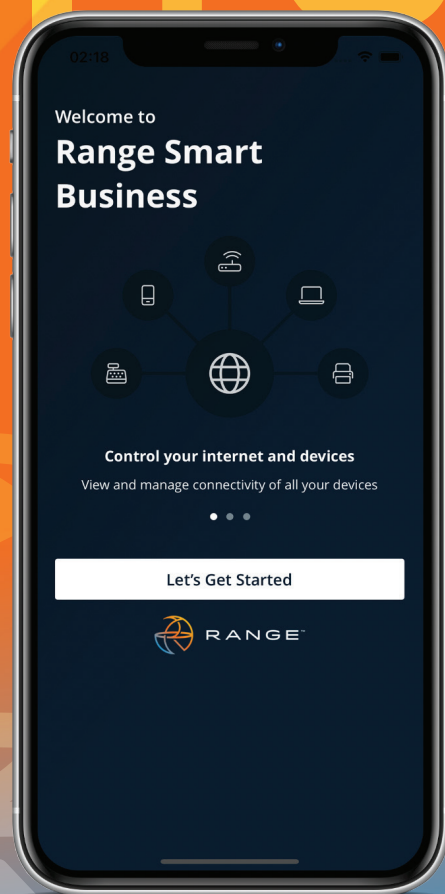 02:18
Welcome to
Range Smart
Business
Control your internet and devices
View and manage connectivity of all your devices
Let's Get Started
RANGE™